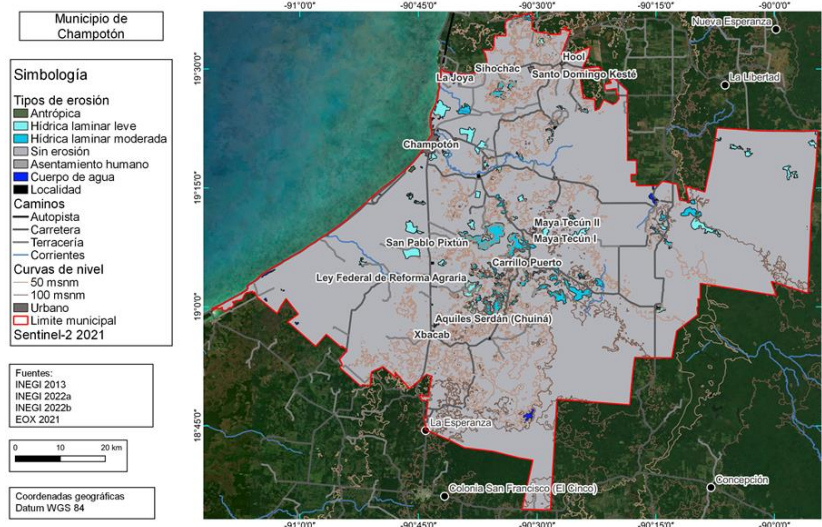 Municipio de
Champotón
Simbología
Tipos de erosión
Antrópica
Hídrica laminar leve
Hídrica laminar moderada
Sin erosión
Asentamiento humano
Cuerpo de agua
Localidad
Caminos
Autopista
Carretera
Terracería
Corrientes
Curvas de nivel
50 msnm
100 msnm
Urbano
Limite municipal
Sentinel-2 2021
Fuentes:
INEGI 2013
INEGI 2022a
INEGI 2022b
EOX 2021
0 10 20 km
Coordenadas geográficas
Datum WGS 84
-91°0'0" -90°45'0" -90°30'0" -90°15'0" -90°0'0"
19°30'0"
19°15'0"
19°0'0"
18°45'0"
Nueva Esperanza
Hool
Sihochac
Santo Domingo Kesté
La Joya
La Libertad
Champotón
Maya Tecún II
Maya Tecún I
San Pablo Pixtún
Carrillo Puerto
Ley Federal de Reforma Agraria
Aquiles Serdán (Chuiná)
Xbacab
La Esperanza
Concepción
Colonia San Francisco (El Cinco)
-91°0'0" -90°45'0" -90°30'0" -90°15'0" -90°0'0"